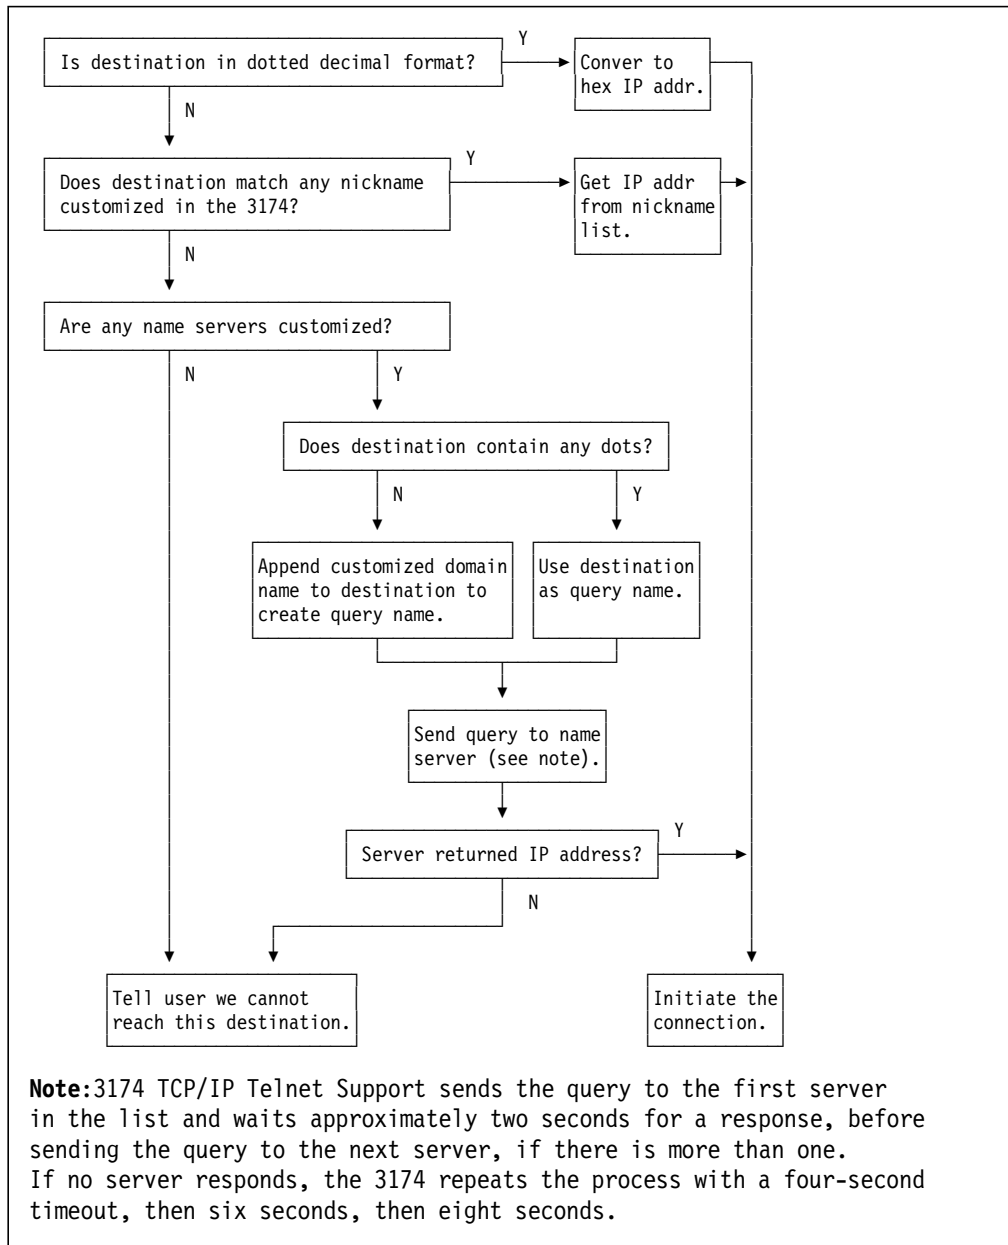 Y
Is destination in dotted decimal format?
Conver to
hex IP addr.
N
Y
Does destination match any nickname
customized in the 3174?
Get IP addr
from nickname
list.
N
Are any name servers customized?
N
Y
Does destination contain any dots?
N
Y
Append customized domain
name to destination to
create query name.
Use destination
as query name.
Send query to name
server (see note).
Y
Server returned IP address?
N
Tell user we cannot
reach this destination.
Initiate the
connection.
Note:3174 TCP/IP Telnet Support sends the query to the first server
in the list and waits approximately two seconds for a response, before
sending the query to the next server, if there is more than one.
If no server responds, the 3174 repeats the process with a four-second
timeout, then six seconds, then eight seconds.